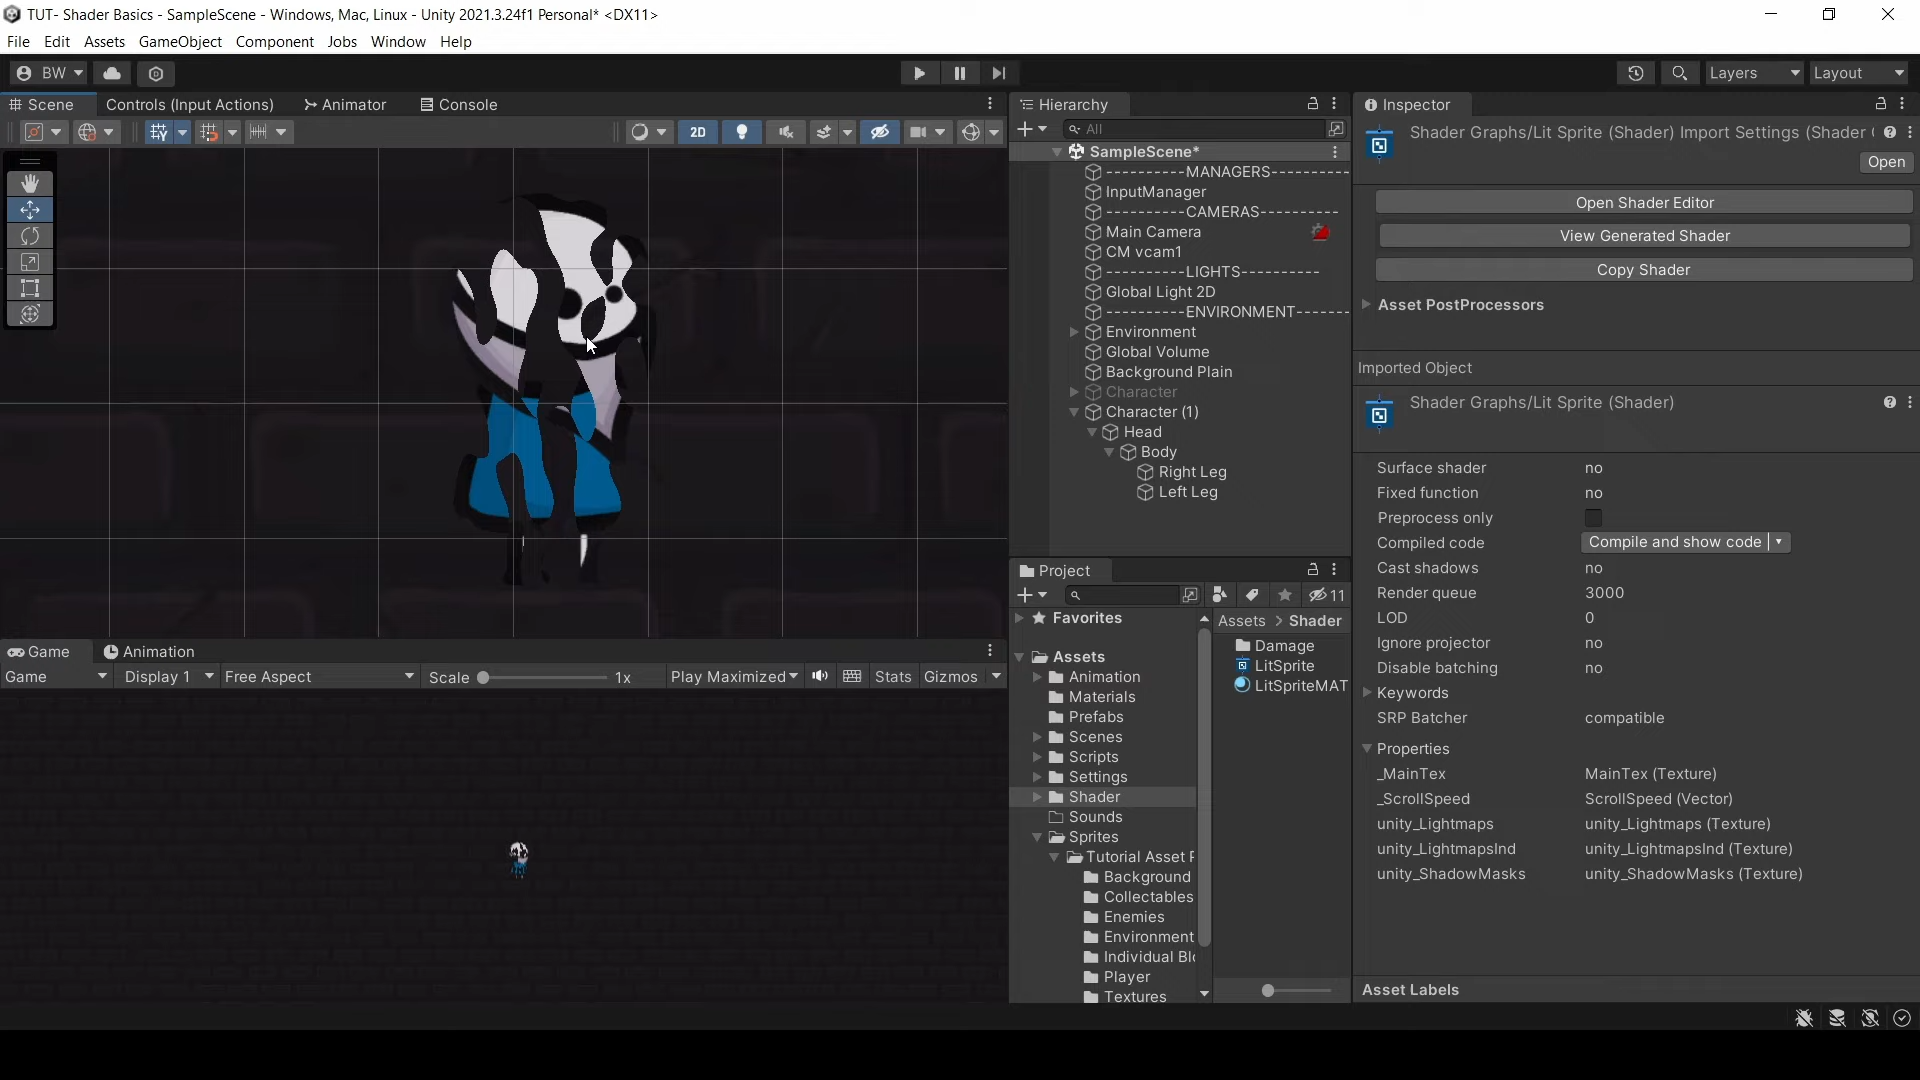 TUT- Shader Basics - SampleScene - Windows, Mac, Linux - Unity 2021.3.24f1 Personal* <DX11>
File Edit Assets GameObject Component Jobs Window Help
BW Layers Layout
Scene Controls (Input Actions) Animator Console
2D
Game Animation
Game Display 1 Free Aspect Scale 1x Play Maximized Stats Gizmos
Hierarchy
All
SampleScene*
----------MANAGERS----------
InputManager
----------CAMERAS----------
Main Camera
CM vcam1
----------LIGHTS----------
Global Light 2D
----------ENVIRONMENT------
Environment
Global Volume
Background Plain
Character
Character (1)
Head
Body
Right Leg
Left Leg
Project
11
Favorites
Assets
Animation
Materials
Prefabs
Scenes
Scripts
Settings
Shader
Sounds
Sprites
Tutorial Asset P
Background
Collectables
Enemies
Environment
Individual Blo
Player
Textures
Assets > Shader
Damage
LitSprite
LitSpriteMAT
Inspector
Shader Graphs/Lit Sprite (Shader) Import Settings (Shader (
Open
Open Shader Editor
View Generated Shader
Copy Shader
Asset PostProcessors
Imported Object
Shader Graphs/Lit Sprite (Shader)
Surface shader no
Fixed function no
Preprocess only
Compiled code Compile and show code
Cast shadows no
Render queue 3000
LOD 0
Ignore projector no
Disable batching no
Keywords
SRP Batcher compatible
Properties
_MainTex MainTex (Texture)
_ScrollSpeed ScrollSpeed (Vector)
unity_Lightmaps unity_Lightmaps (Texture)
unity_LightmapsInd unity_LightmapsInd (Texture)
unity_ShadowMasks unity_ShadowMasks (Texture)
Asset Labels